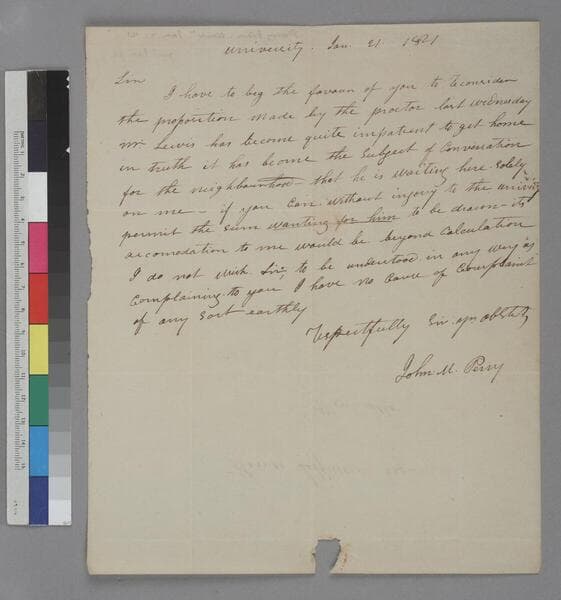 University. Jan. 21. 1821
Sir
I have to beg the favour of you to Reconsider
the proposition made by the proctor last wednesday
Mr Lewis has become quite impatient to get home
in truth it has become the Subject of Conversation
for the neighbourhood - that he is waiting here solely
on me - if you Can without injury to the university
permit the Sum wanting for him to be drawn - its
accomodation to me would be beyond Calculation
I do not wish Sir, to be understood in any way as
Complaining to you I have no Cause of Complaint
of any sort earthly
Respectfully Sir
John M. Perry